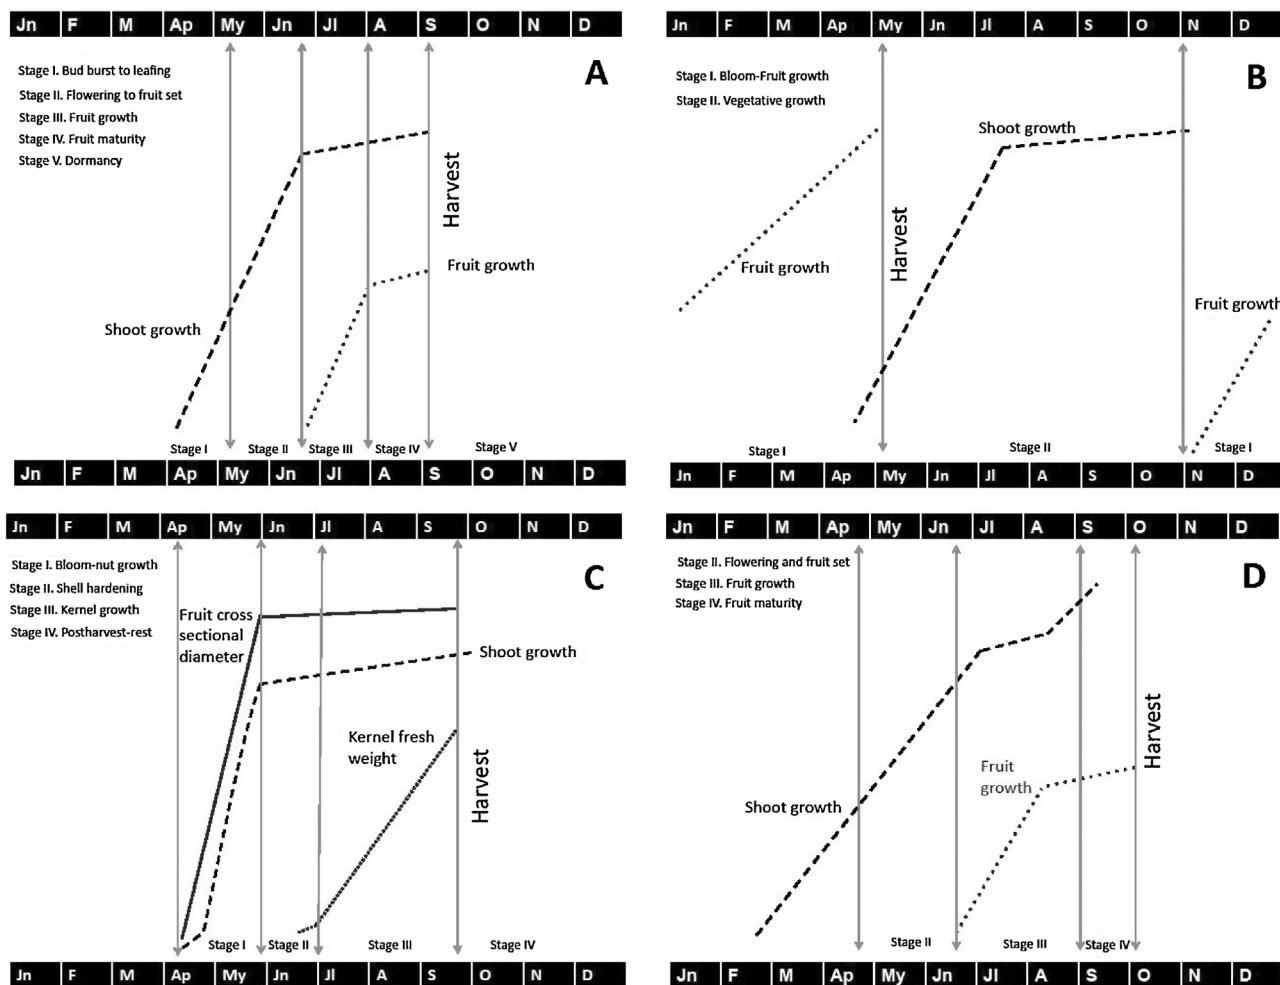 Jn F M Ap My Jn Jl A S O N D
A
Stage I. Bud burst to leafing
Stage II. Flowering to fruit set
Stage III. Fruit growth
Stage IV. Fruit maturity
Stage V. Dormancy
Harvest
Fruit growth
Shoot growth
Stage I Stage II Stage III Stage IV Stage V
Jn F M Ap My Jn Jl A S O N D
Jn F M Ap My Jn Jl A S O N D
B
Stage I. Bloom-Fruit growth
Stage II. Vegetative growth
Shoot growth
Harvest
Fruit growth
Fruit growth
Stage I Stage II Stage I
Jn F M Ap My Jn Jl A S O N D
Jn F M Ap My Jn Jl A S O N D
C
Stage I. Bloom-nut growth
Stage II. Shell hardening
Stage III. Kernel growth
Stage IV. Postharvest-rest
Fruit cross
sectional
diameter
Shoot growth
Kernel fresh
weight
Harvest
Stage I Stage II Stage III Stage IV
Jn F M Ap My Jn Jl A S O N D
Jn F M Ap My Jn Jl A S O N D
D
Stage II. Flowering and fruit set
Stage III. Fruit growth
Stage IV. Fruit maturity
Harvest
Fruit
growth
Shoot growth
Stage II Stage III Stage IV
Jn F M Ap My Jn Jl A S O N D